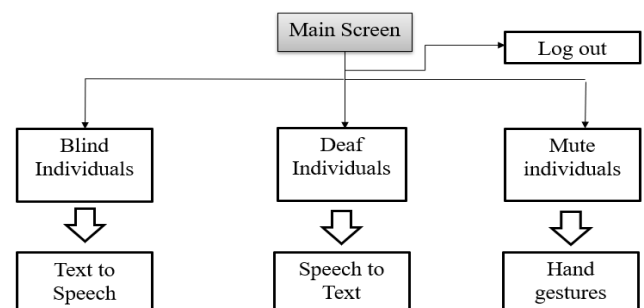 Main Screen
Log out
Blind
Individuals
Deaf
Individuals
Mute
individuals
Text to
Speech
Speech to
Text
Hand
gestures